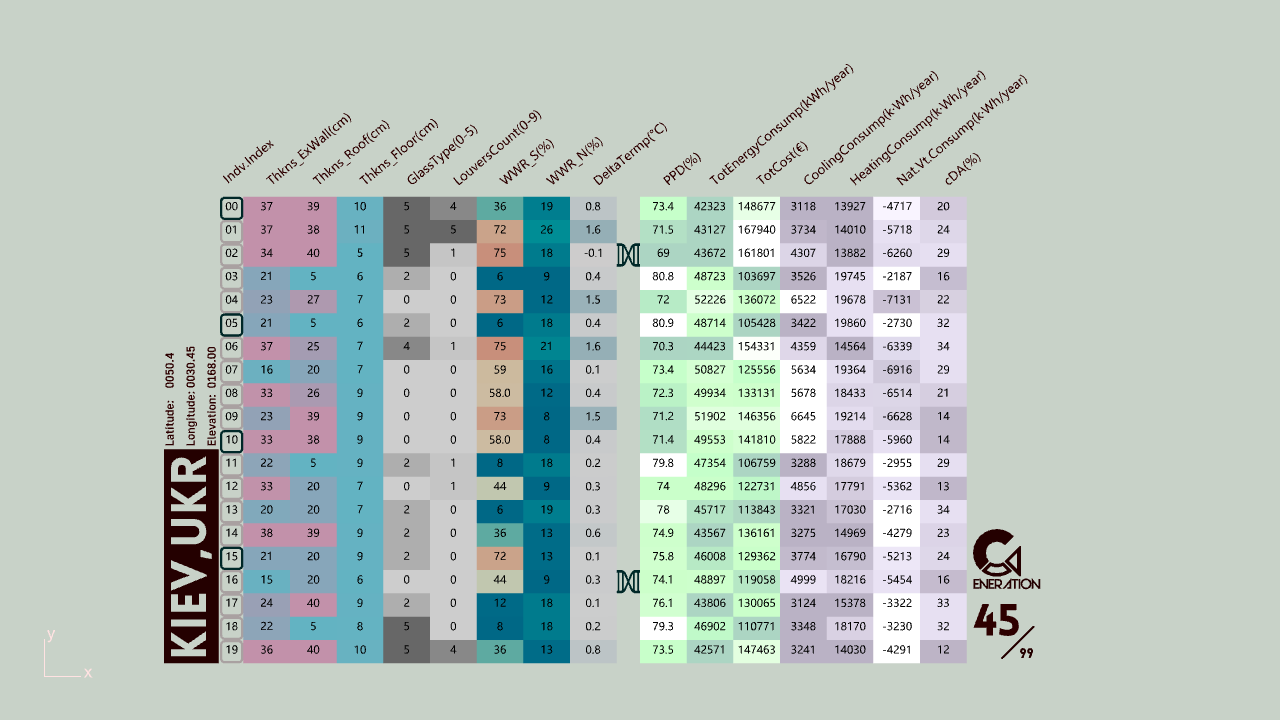 Indv.Index Thkns_ExWall(cm) Thkns_Roof(cm) Thkns_Floor(cm) GlassType(0-5) LouversCount(0-9) WWR_S(%) WWR_N(%) DeltaTermp(°C) PPD(%) TotEnergyConsump(kWh/year) TotCost(€) CoolingConsump(k·Wh/year) HeatingConsump(k·Wh/year) Nat.Vt.Consump(k·Wh/year) cDA(%)
00 37 39 10 5 4 36 19 0.8 73.4 42323 148677 3118 13927 -4717 20
01 37 38 11 5 5 72 26 1.6 71.5 43127 167940 3734 14010 -5718 24
02 34 40 5 5 1 75 18 -0.1 69 43672 161801 4307 13882 -6260 29
03 21 5 6 2 0 6 9 0.4 80.8 48723 103697 3526 19745 -2187 16
04 23 27 7 0 0 73 12 1.5 72 52226 136072 6522 19678 -7131 22
05 21 5 6 2 0 6 18 0.4 80.9 48714 105428 3422 19860 -2730 32
06 37 25 7 4 1 75 21 1.6 70.3 44423 154331 4359 14564 -6339 34
07 16 20 7 0 0 59 16 0.1 73.4 50827 125556 5634 19364 -6916 29
08 33 26 9 0 0 58.0 12 0.4 72.3 49934 133131 5678 18433 -6514 21
09 23 39 9 0 0 73 8 1.5 71.2 51902 146356 6645 19214 -6628 14
10 33 38 9 0 0 58.0 8 0.4 71.4 49553 141810 5822 17888 -5960 14
11 22 5 9 2 1 8 18 0.2 79.8 47354 106759 3288 18679 -2955 29
12 33 20 7 0 1 44 9 0.3 74 48296 122731 4856 17791 -5362 13
13 20 20 7 2 0 6 19 0.3 78 45717 113843 3321 17030 -2716 34
14 38 39 9 2 0 36 13 0.6 74.9 43567 136161 3275 14969 -4279 23
15 21 20 9 2 0 72 13 0.1 75.8 46008 129362 3774 16790 -5213 24
16 15 20 6 0 0 44 9 0.3 74.1 48897 119058 4999 18216 -5454 16
17 24 40 9 2 0 12 18 0.1 76.1 43806 130065 3124 15378 -3322 33
18 22 5 8 5 0 8 18 0.2 79.3 46902 110771 3348 18170 -3230 32
19 36 40 10 5 4 36 13 0.8 73.5 42571 147463 3241 14030 -4291 12
Latitude: 0050.4
Longitude: 0030.45
Elevation: 0168.00
KIEV,UKR
GENERATION
45/99
y
x